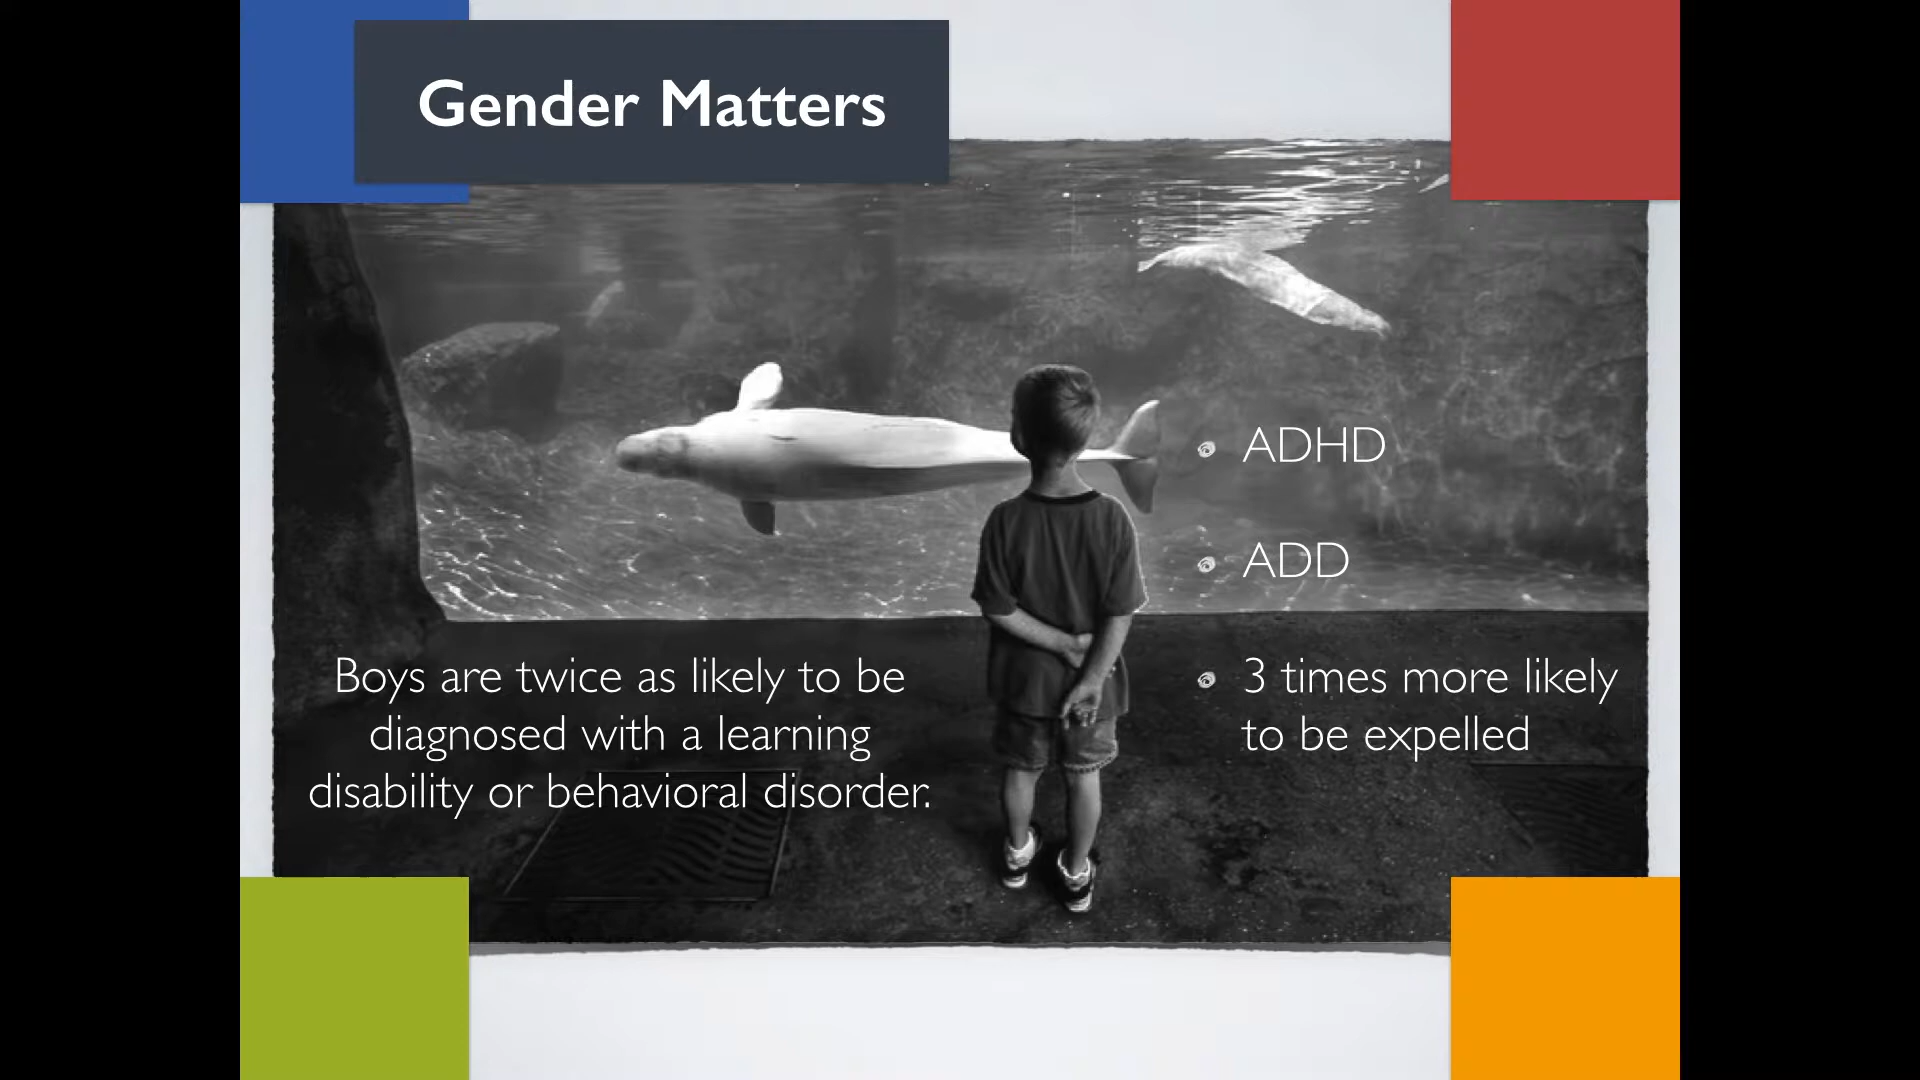 Gender Matters
Boys are twice as likely to be
diagnosed with a learning
disability or behavioral disorder.
ADHD
ADD
3 times more likely
to be expelled